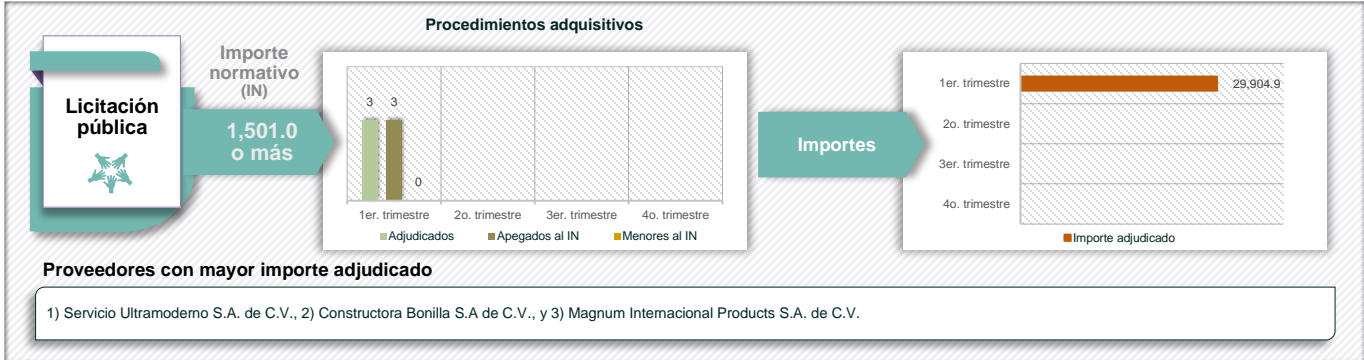 Procedimientos adquisitivos
Licitación
pública
Importe
normativo
(IN)
1,501.0
o más
3 3
0
1er. trimestre 2o. trimestre 3er. trimestre 4o. trimestre
Adjudicados Apegados al IN Menores al IN
Importes
1er. trimestre 29,904.9
2o. trimestre
3er. trimestre
4o. trimestre
Importe adjudicado
Proveedores con mayor importe adjudicado
1) Servicio Ultramoderno S.A. de C.V., 2) Constructora Bonilla S.A de C.V., y 3) Magnum Internacional Products S.A. de C.V.